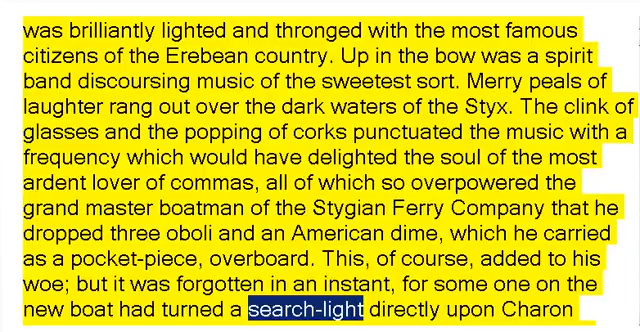 was brilliantly lighted and thronged with the most famous
citizens of the Erebean country. Up in the bow was a spirit
band discoursing music of the sweetest sort. Merry peals of
laughter rang out over the dark waters of the Styx. The clink of
glasses and the popping of corks punctuated the music with a
frequency which would have delighted the soul of the most
ardent lover of commas, all of which so overpowered the
grand master boatman of the Stygian Ferry Company that he
dropped three oboli and an American dime, which he carried
as a pocket-piece, overboard. This, of course, added to his
woe; but it was forgotten in an instant, for some one on the
new boat had turned a search-light directly upon Charon